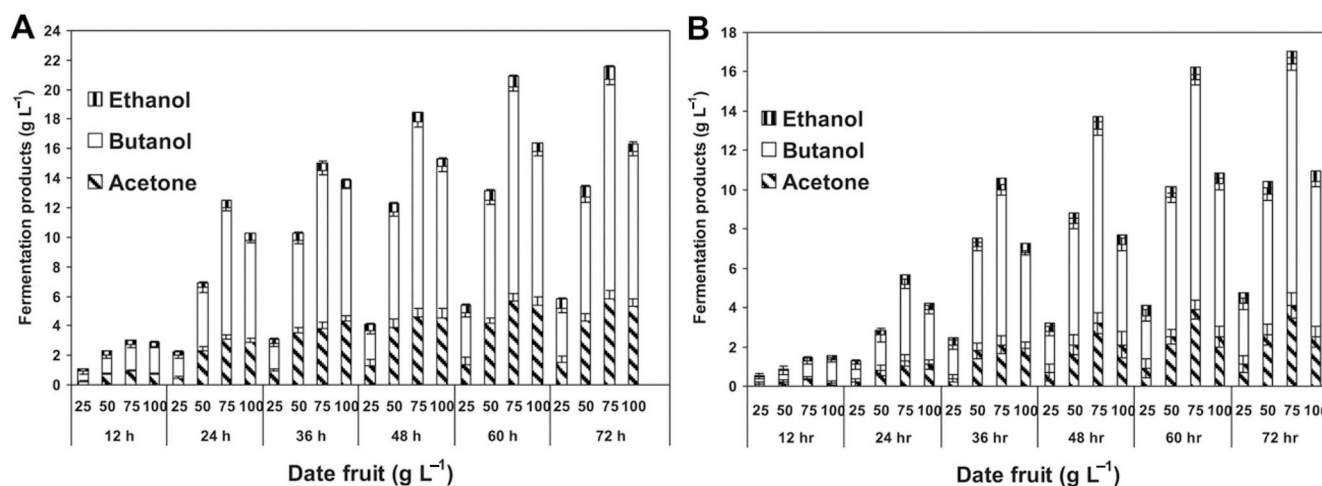 A
Fermentation products (g L⁻¹)
24
22
20
18
16
14
12
10
8
6
4
2
0
Ethanol
Butanol
Acetone
25 50 75 100 25 50 75 100 25 50 75 100 25 50 75 100 25 50 75 100 25 50 75 100
12 h 24 h 36 h 48 h 60 h 72 h
Date fruit (g L⁻¹)
B
Fermentation products (g L⁻¹)
18
16
14
12
10
8
6
4
2
0
Ethanol
Butanol
Acetone
25 50 75 100 25 50 75 100 25 50 75 100 25 50 75 100 25 50 75 100 25 50 75 100
12 hr 24 hr 36 hr 48 hr 60 hr 72 hr
Date fruit (g L⁻¹)